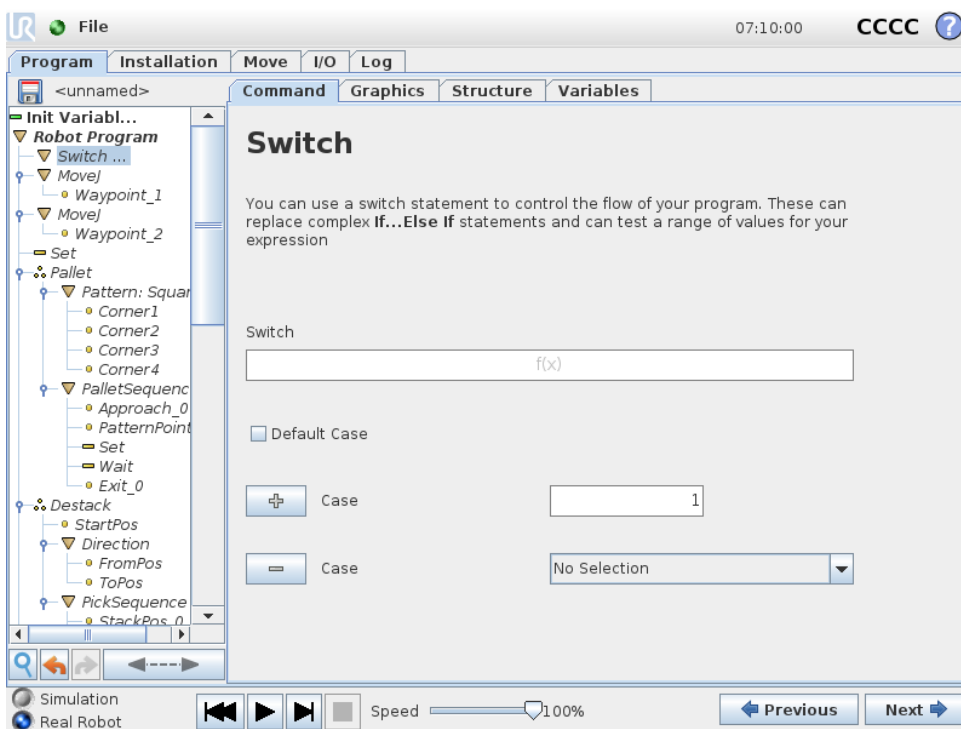 UR File 07:10:00 CCCC ?
Program Installation Move I/O Log
<unnamed> Command Graphics Structure Variables
Init Variabl...
Robot Program
Switch ...
MoveJ
Waypoint_1
MoveJ
Waypoint_2
Set
Pallet
Pattern: Squar
Corner1
Corner2
Corner3
Corner4
PalletSequenc
Approach_0
PatternPoint
Set
Wait
Exit_0
Destack
StartPos
Direction
FromPos
ToPos
PickSequence
StackPos_0
Switch
You can use a switch statement to control the flow of your program. These can
replace complex If...Else If statements and can test a range of values for your
expression
Switch
f(x)
Default Case
Case 1
Case No Selection
Simulation
Real Robot
Speed 100%
Previous Next